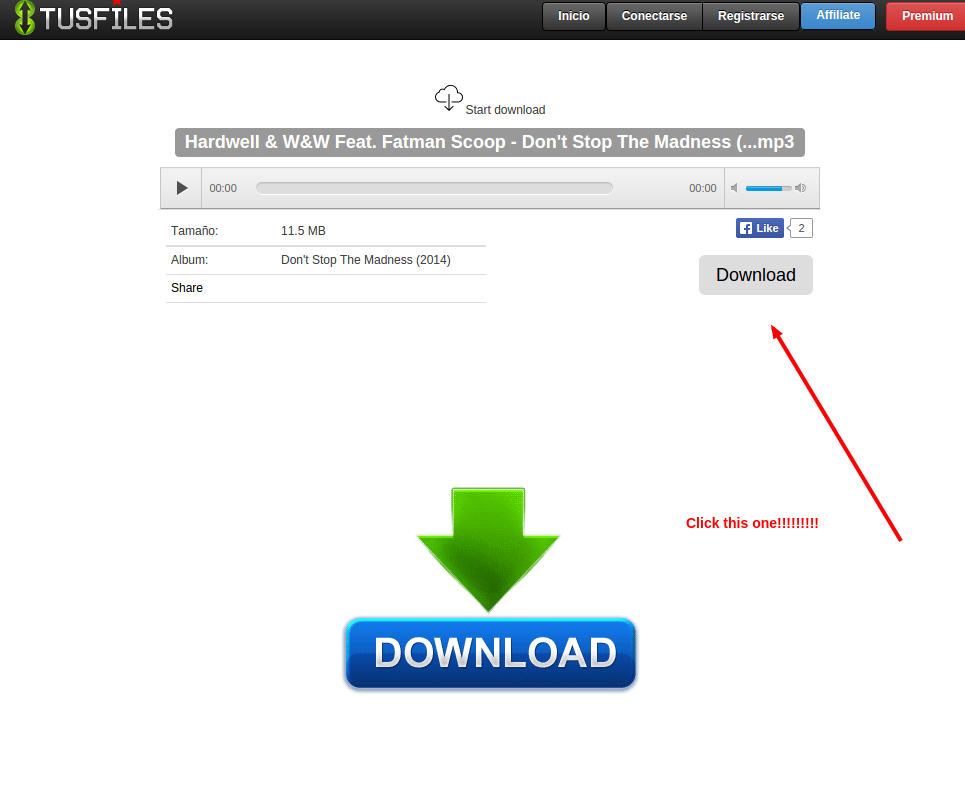 TUSFILES
Inicio
Conectarse
Registrarse
Affiliate
Premium
Start download
Hardwell & W&W Feat. Fatman Scoop - Don't Stop The Madness (...mp3
00:00
00:00
Tamaño: 11.5 MB
Like 2
Album: Don't Stop The Madness (2014)
Download
Share
Click this one!!!!!!!!!
DOWNLOAD